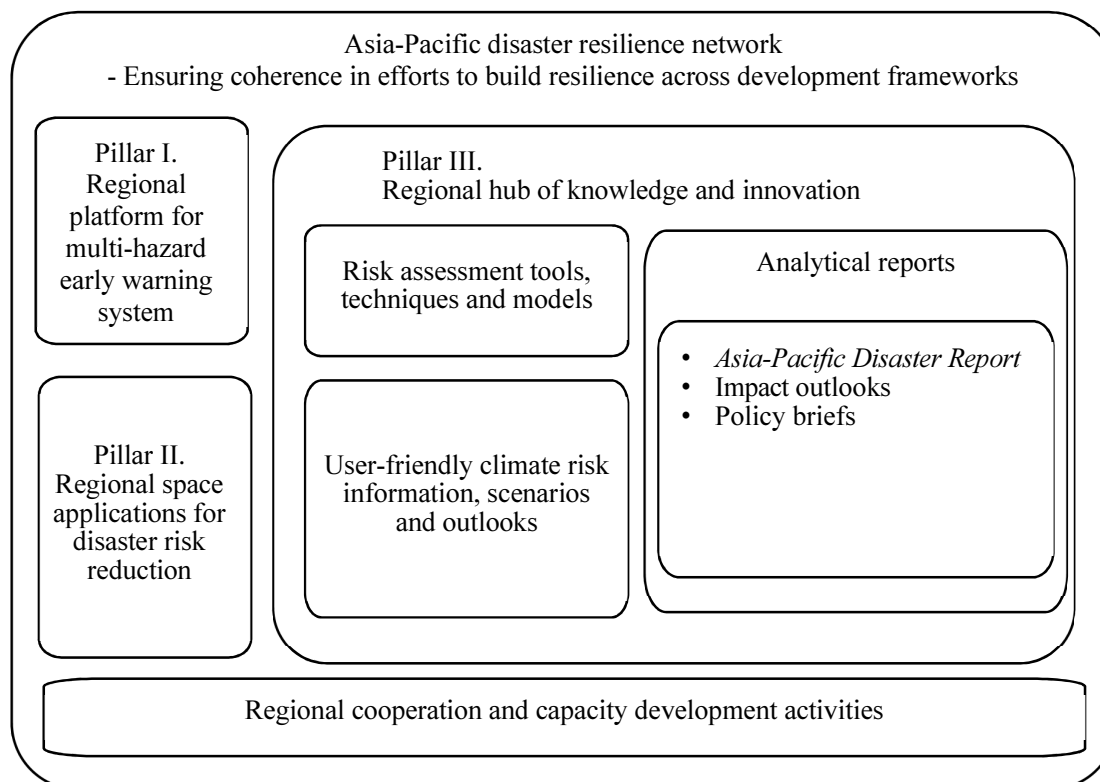 Asia-Pacific disaster resilience network
- Ensuring coherence in efforts to build resilience across development frameworks
Pillar I.
Regional
platform for
multi-hazard
early warning
system
Pillar II.
Regional space
applications for
disaster risk
reduction
Pillar III.
Regional hub of knowledge and innovation
Risk assessment tools,
techniques and models
User-friendly climate risk
information, scenarios
and outlooks
Analytical reports
• Asia-Pacific Disaster Report
• Impact outlooks
• Policy briefs
Regional cooperation and capacity development activities